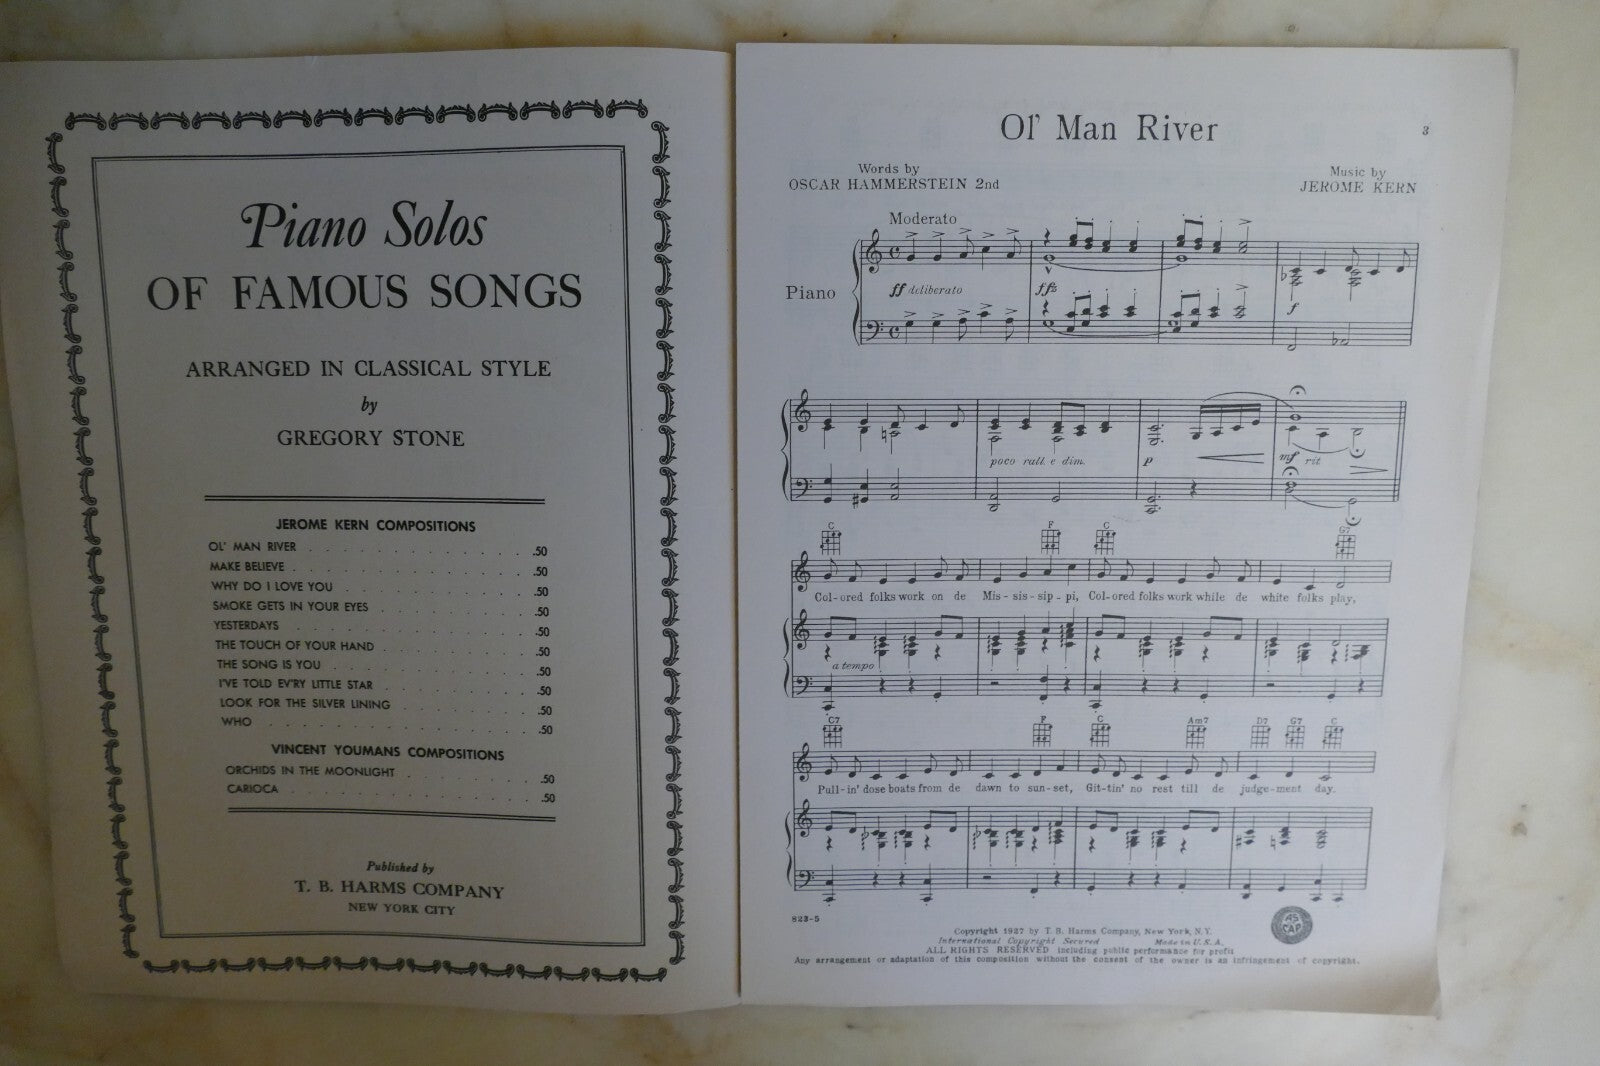 Piano Solos
OF FAMOUS SONGS
ARRANGED IN CLASSICAL STYLE
by
GREGORY STONE
JEROME KERN COMPOSITIONS
OL' MAN RIVER . . . . . . . . . . . . .50
MAKE BELIEVE . . . . . . . . . . . . .50
WHY DO I LOVE YOU . . . . . . . . . . .50
SMOKE GETS IN YOUR EYES . . . . . . . . .50
YESTERDAYS . . . . . . . . . . . . . .50
THE TOUCH OF YOUR HAND . . . . . . . . .50
THE SONG IS YOU . . . . . . . . . . . .50
I'VE TOLD EV'RY LITTLE STAR . . . . . . . .50
LOOK FOR THE SILVER LINING . . . . . . . .50
WHO . . . . . . . . . . . . . . . .50
VINCENT YOUMANS COMPOSITIONS
ORCHIDS IN THE MOONLIGHT . . . . . . . .50
CARIOCA . . . . . . . . . . . . . . .50
Published by
T. B. HARMS COMPANY
NEW YORK CITY
3
Ol' Man River
Words by
OSCAR HAMMERSTEIN 2nd
Music by
JEROME KERN
Moderato
Piano
ff deliberato ffz f
poco rall. e dim. p mf rit
C F C G7
Col-ored folks work on de Mis-sis-sip-pi, Col-ored folks work while de white folks play,
a tempo
C7 F C Am7 D7 G7 C
Pull-in' dose boats from de dawn to sun-set, Git-tin' no rest till de judge-ment day.
823-5
Copyright 1927 by T. B. Harms Company, New York, N.Y.
International Copyright Secured Made in U.S.A.
ALL RIGHTS RESERVED including public performance for profit
Any arrangement or adaptation of this composition without the consent of the owner is an infringement of copyright.
AS
CAP